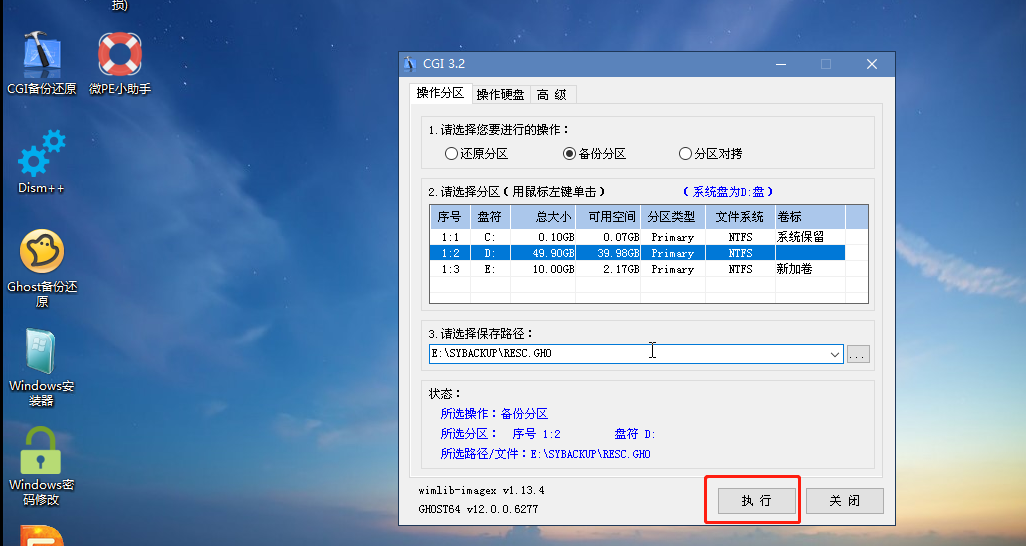 损)
CGI备份还原
微PE小助手
Dism++
Ghost备份还
原
Windows安
装器
Windows密
码修改
CGI 3.2
操作分区 操作硬盘 高 级
1.请选择您要进行的操作：
还原分区 备份分区 分区对拷
2.请选择分区(用鼠标左键单击) (系统盘为D:盘)
序号 盘符 总大小 可用空间 分区类型 文件系统 卷标
1:1 C: 0.10GB 0.07GB Primary NTFS 系统保留
1:2 D: 49.90GB 39.98GB Primary NTFS
1:3 E: 10.00GB 2.17GB Primary NTFS 新加卷
3.请选择保存路径：
E:\SYBACKUP\RESC.GHO ...
状态：
所选操作：备份分区
所选分区： 序号 1:2 盘符 D:
所选路径/文件：E:\SYBACKUP\RESC.GHO
wimlib-imagex v1.13.4
GHOST64 v12.0.0.6277
执 行 关 闭